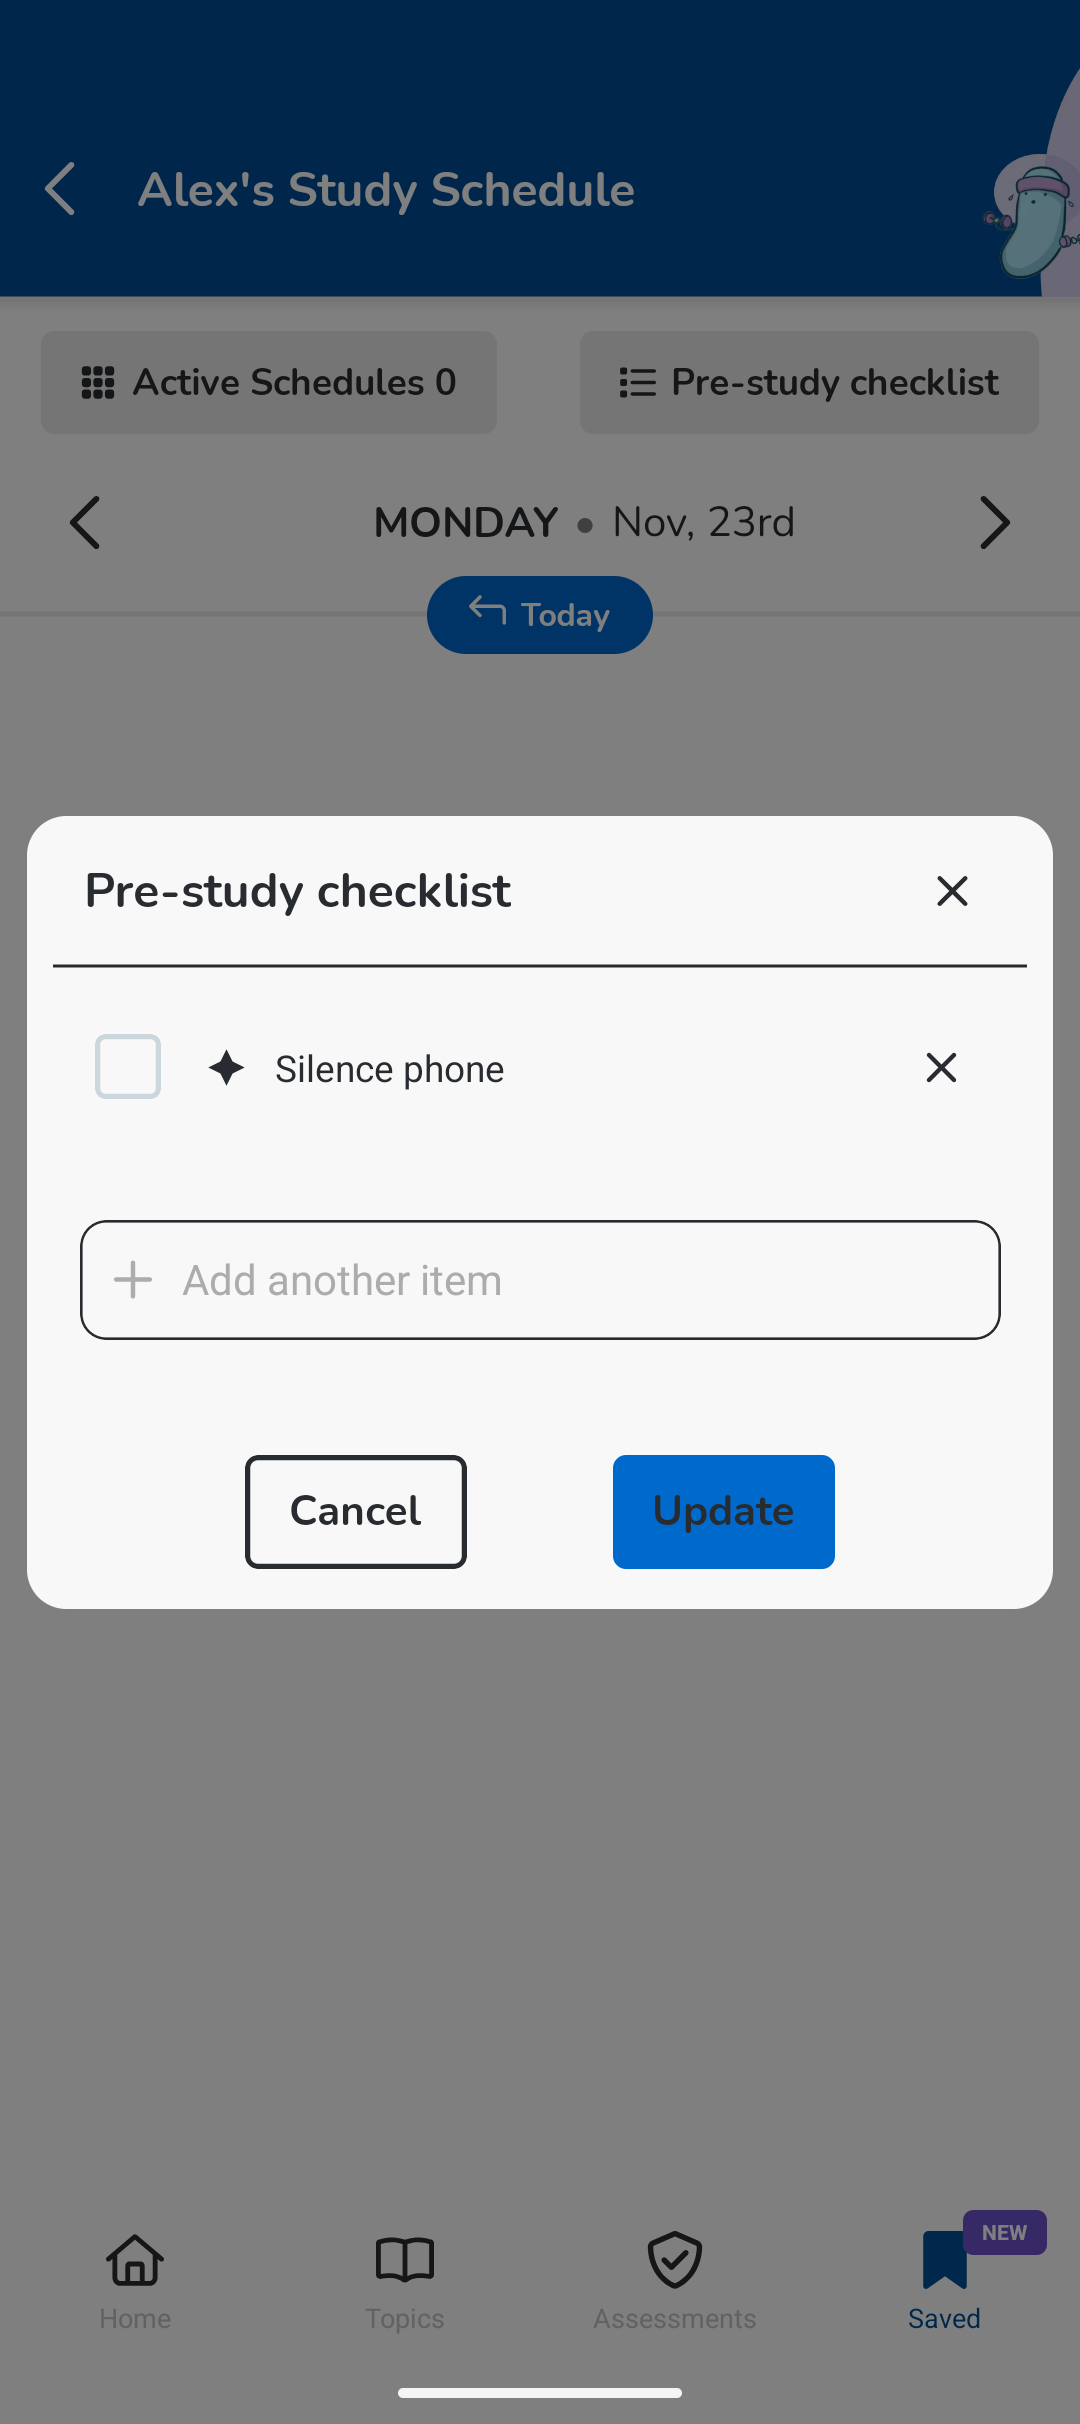 Alex's Study Schedule
Active Schedules 0
Pre-study checklist
MONDAY • Nov, 23rd
Today
Pre-study checklist
Silence phone
Add another item
Cancel
Update
NEW
Home
Topics
Assessments
Saved